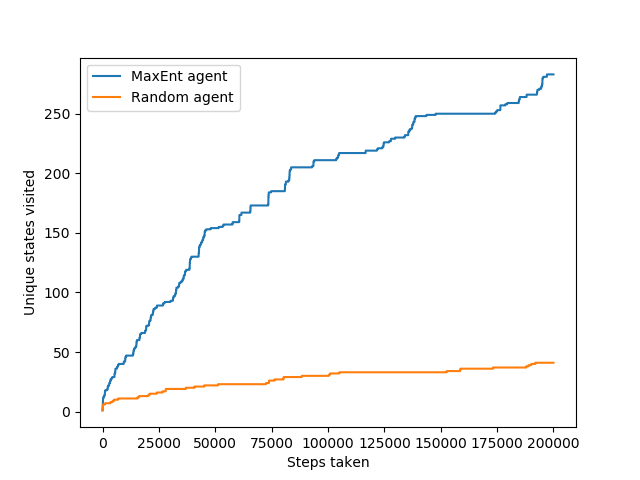 MaxEnt agent
Random agent
Unique states visited
250
200
150
100
50
0
0 25000 50000 75000 100000 125000 150000 175000 200000
Steps taken